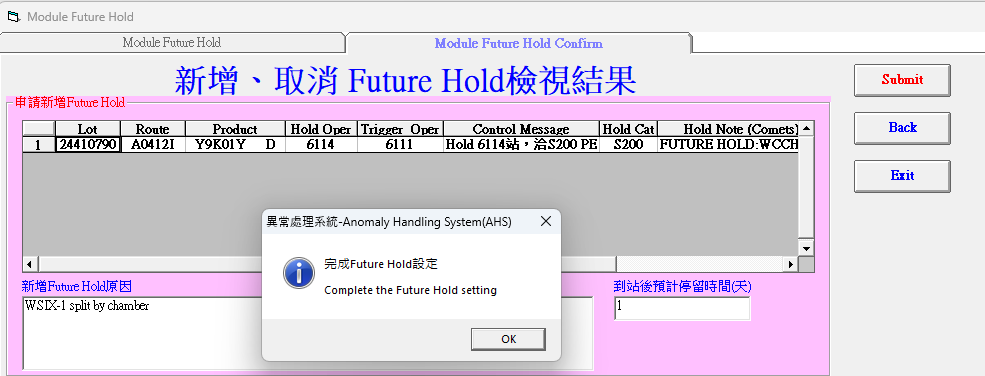 Module Future Hold
Module Future Hold
Module Future Hold Confirm
新增、取消 Future Hold檢視結果
Submit
Back
Exit
申請新增Future Hold
Lot Route Product Hold Oper Trigger_Oper Control Message Hold Cat Hold Note (Comets)
1 24410790 A0412I Y9K01Y D 6114 6111 Hold 6114站，洽S200 PE S200 FUTURE HOLD:WCCH
異常處理系統-Anomaly Handling System(AHS)
完成Future Hold設定
Complete the Future Hold setting
OK
新增Future Hold原因
WSIX-1 split by chamber
到站後預計停留時間(天)
1